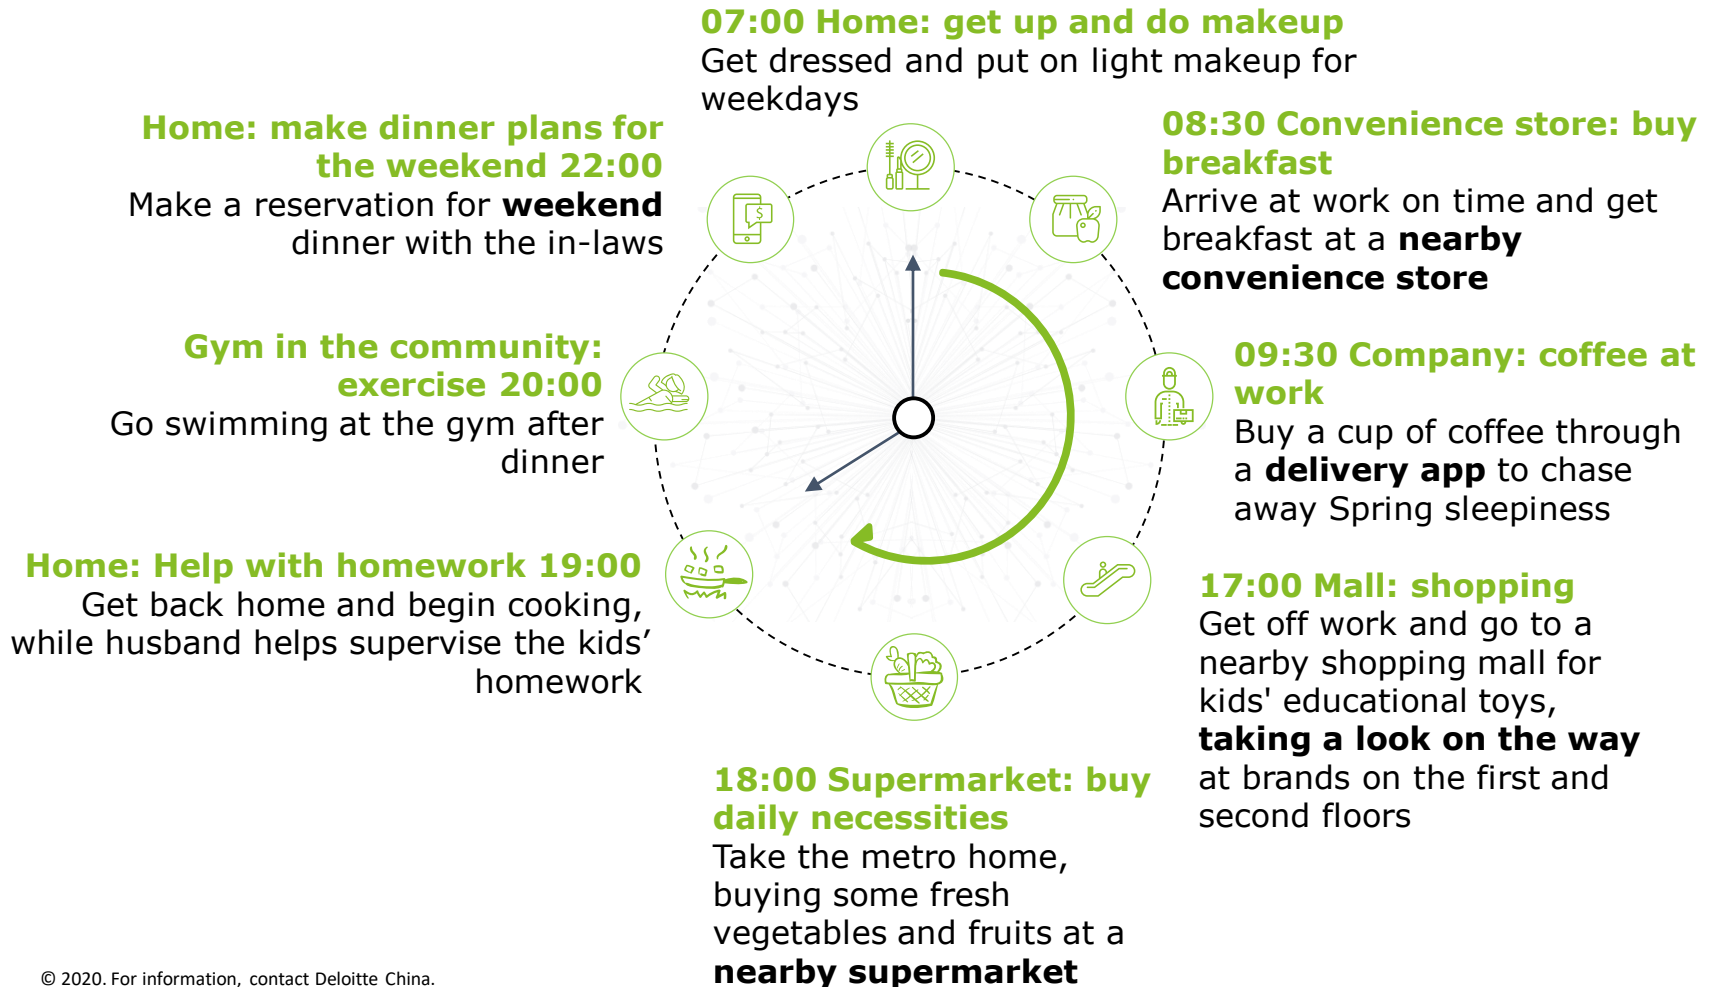 07:00 Home: get up and do makeup
Get dressed and put on light makeup for
weekdays
08:30 Convenience store: buy
breakfast
Arrive at work on time and get
breakfast at a nearby
convenience store
09:30 Company: coffee at
work
Buy a cup of coffee through
a delivery app to chase
away Spring sleepiness
17:00 Mall: shopping
Get off work and go to a
nearby shopping mall for
kids' educational toys,
taking a look on the way
at brands on the first and
second floors
18:00 Supermarket: buy
daily necessities
Take the metro home,
buying some fresh
vegetables and fruits at a
nearby supermarket
Home: Help with homework 19:00
Get back home and begin cooking,
while husband helps supervise the kids’
homework
Gym in the community:
exercise 20:00
Go swimming at the gym after
dinner
Home: make dinner plans for
the weekend 22:00
Make a reservation for weekend
dinner with the in-laws
$
© 2020. For information, contact Deloitte China.